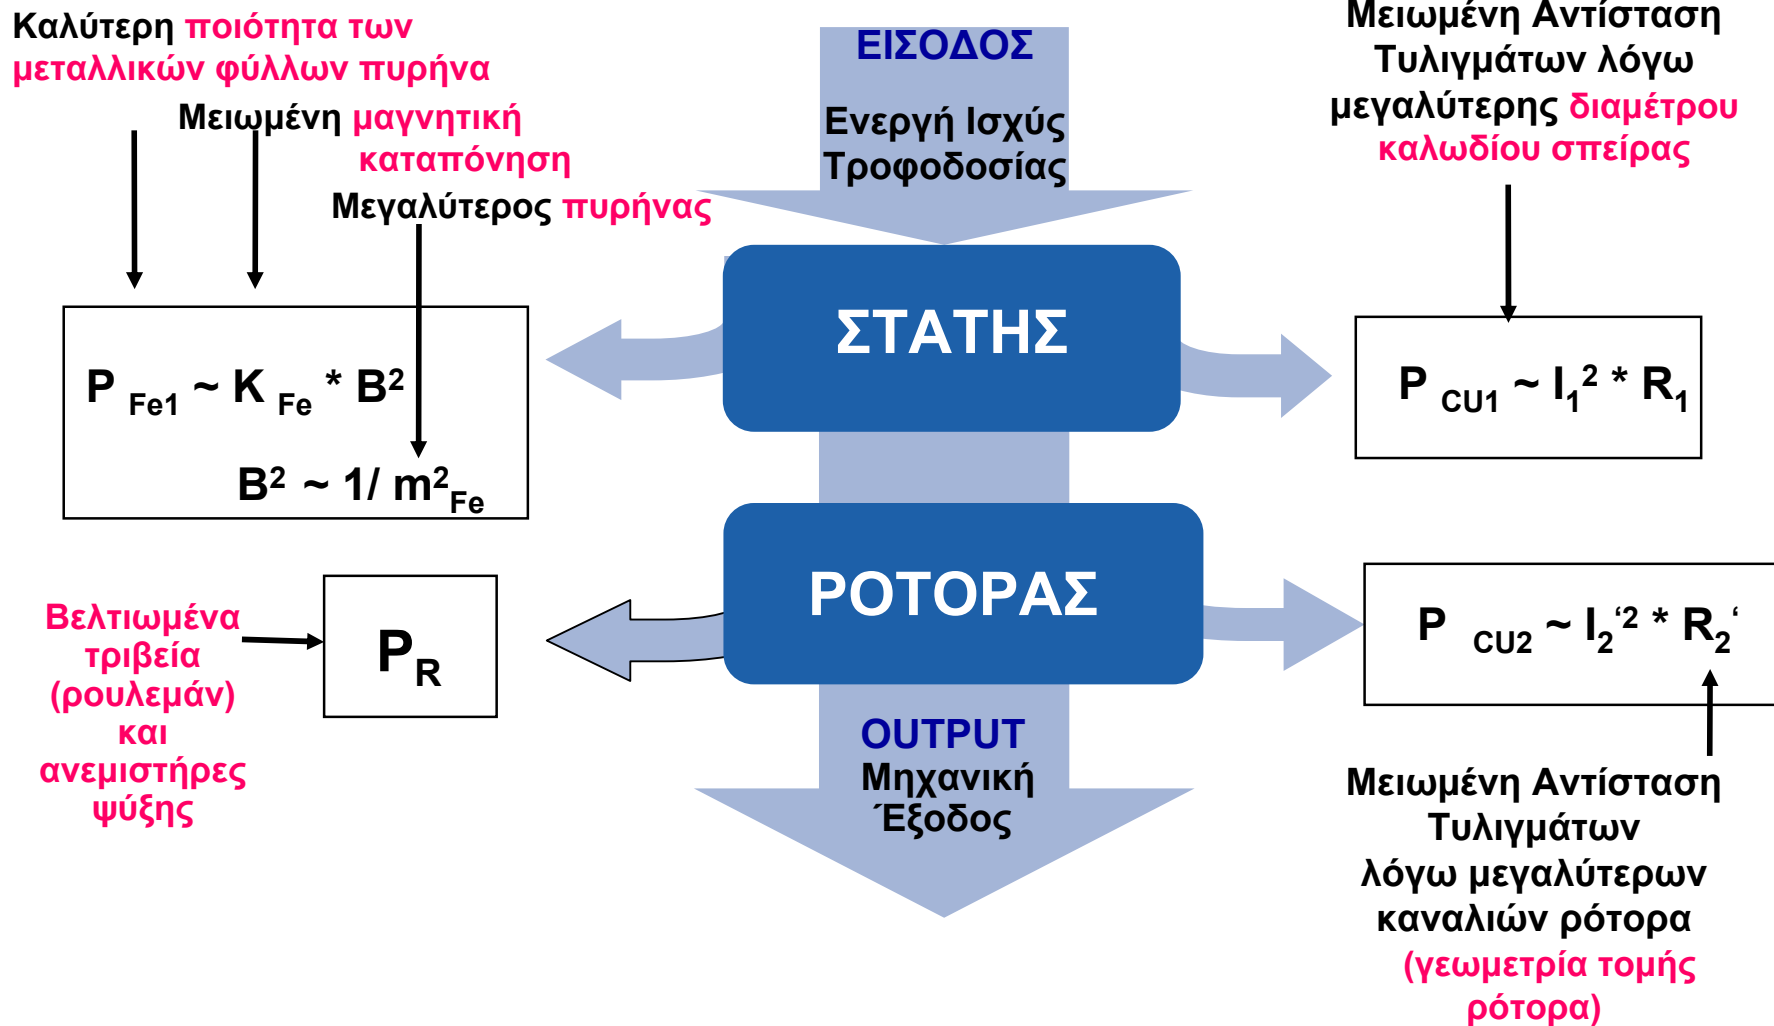 Καλύτερη ποιότητα των
μεταλλικών φύλλων πυρήνα
Μειωμένη μαγνητική
καταπόνηση
Μεγαλύτερος πυρήνας
ΕΙΣΟΔΟΣ
Ενεργή Ισχύς
Τροφοδοσίας
Μειωμένη Αντίσταση
Τυλιγμάτων λόγω
μεγαλύτερης διαμέτρου
καλωδίου σπείρας
ΣΤΑΤΗΣ
P Fe1 ~ K Fe * B²
B² ~ 1/ m²Fe
P CU1 ~ I₁² * R₁
ΡΟΤΟΡΑΣ
Βελτιωμένα
τριβεία
(ρουλεμάν)
και
ανεμιστήρες
ψύξης
P R
P CU2 ~ I₂‘² * R₂‘
OUTPUT
Μηχανική
Έξοδος
Μειωμένη Αντίσταση
Τυλιγμάτων
λόγω μεγαλύτερων
καναλιών ρότορα
(γεωμετρία τομής
ρότορα)